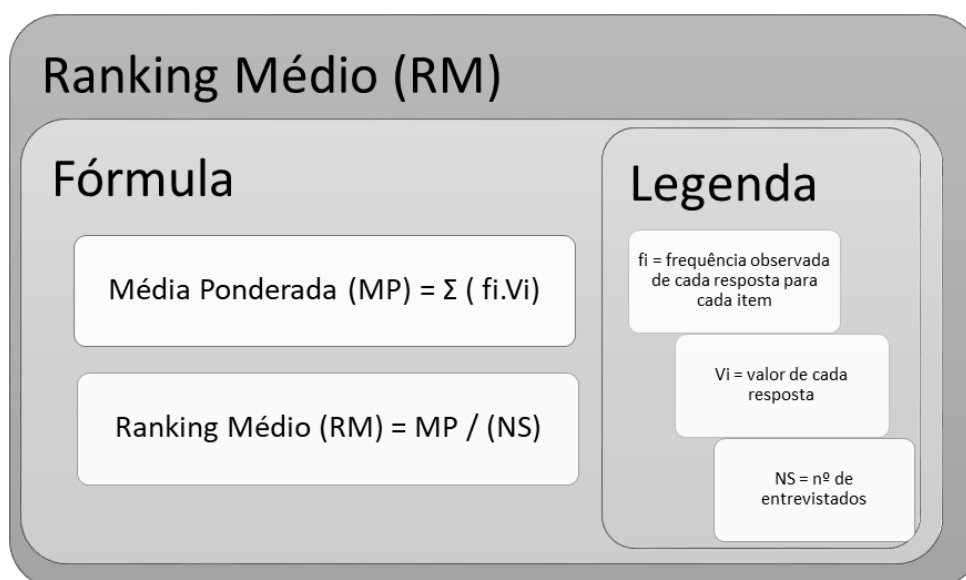 Ranking Médio (RM)
Fórmula
Média Ponderada (MP) = Σ ( fi.Vi)
Ranking Médio (RM) = MP / (NS)
Legenda
fi = frequência observada
de cada resposta para
cada item
Vi = valor de cada
resposta
NS = nº de
entrevistados